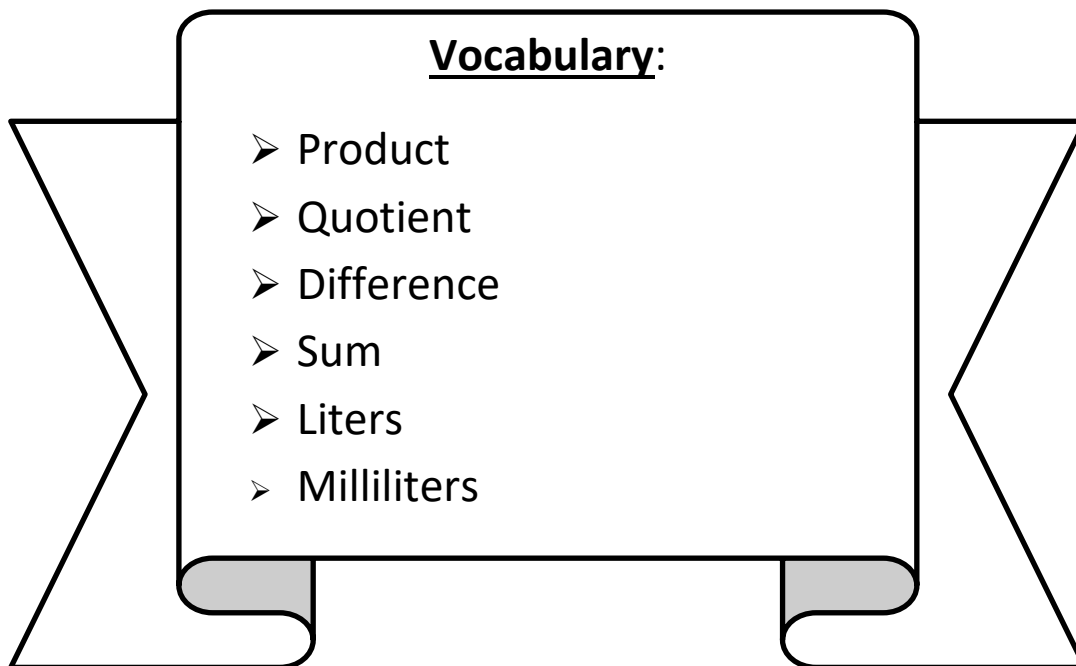 Vocabulary:
➢ Product
➢ Quotient
➢ Difference
➢ Sum
➢ Liters
➢ Milliliters